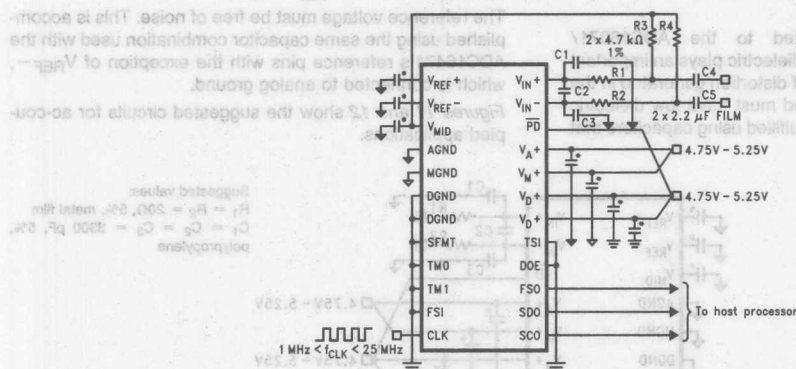 The reference voltage must be free of noise. This is accom-
plished using the same capacitor combination used with the
reference pins with the exception of VREF−,
which is connected to analog ground.
Figures 11 and 12 show the suggested circuits for ac-cou-
pled applications.
Suggested values:
R1 = R2 = 20Ω, 5%, metal film
C1 = C2 = C3 = 3300 pF, 5%,
polypropylene
R3 R4
2 x 4.7 kΩ
1%
C1
R1
C2
R2
C3
C4
C5
2 x 2.2 μF FILM
VREF+ VIN+
VREF− VIN−
VMID PD
AGND VA+
MGND VM+
DGND VD+
DGND VD+
SFMT TSI
TM0 DOE
TM1 FSO
FSI SDO
CLK SCO
4.75V − 5.25V
4.75V − 5.25V
To host processor
1 MHz < fCLK < 25 MHz